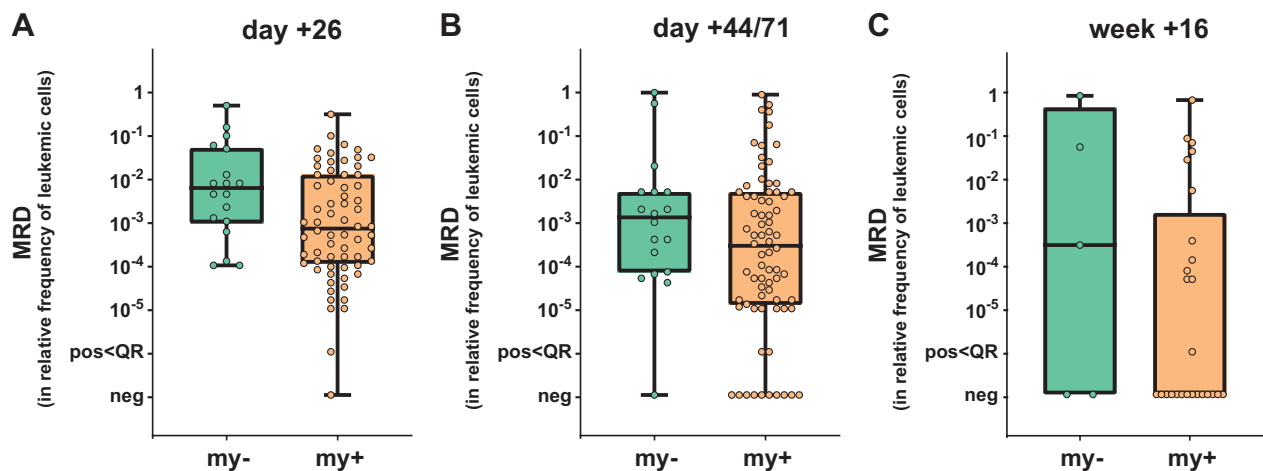 A
day +26
MRD
(in relative frequency of leukemic cells)
1
10-1
10-2
10-3
10-4
10-5
pos<QR
neg
my-
my+
B
day +44/71
MRD
(in relative frequency of leukemic cells)
1
10-1
10-2
10-3
10-4
10-5
pos<QR
neg
my-
my+
C
week +16
MRD
(in relative frequency of leukemic cells)
1
10-1
10-2
10-3
10-4
10-5
pos<QR
neg
my-
my+